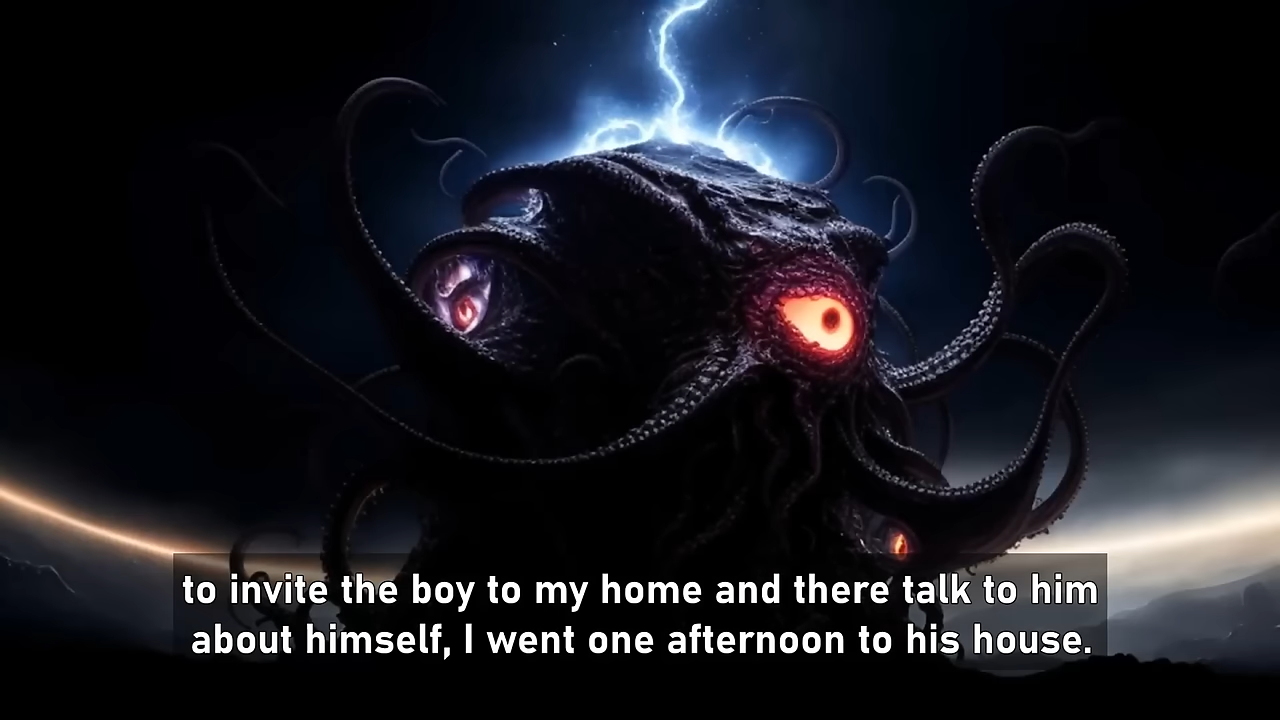 to invite the boy to my home and there talk to him
about himself, I went one afternoon to his house.